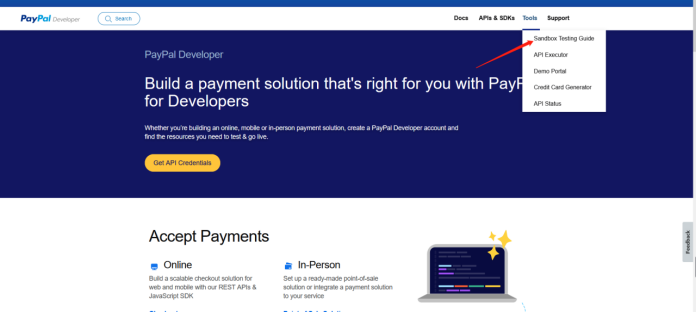 PayPal Developer
Search
Docs APIs & SDKs Tools Support
Sandbox Testing Guide
API Executor
Demo Portal
Credit Card Generator
API Status
PayPal Developer
Build a payment solution that's right for you with PayP
for Developers
Whether you're building an online, mobile or in-person payment solution, create a PayPal Developer account and
find the resources you need to test & go live.
Get API Credentials
Accept Payments
Online
Build a scalable checkout solution for
web and mobile with our REST APIs &
JavaScript SDK
In-Person
Set up a ready-made point-of-sale
solution or integrate a payment solution
to your service
Feedback